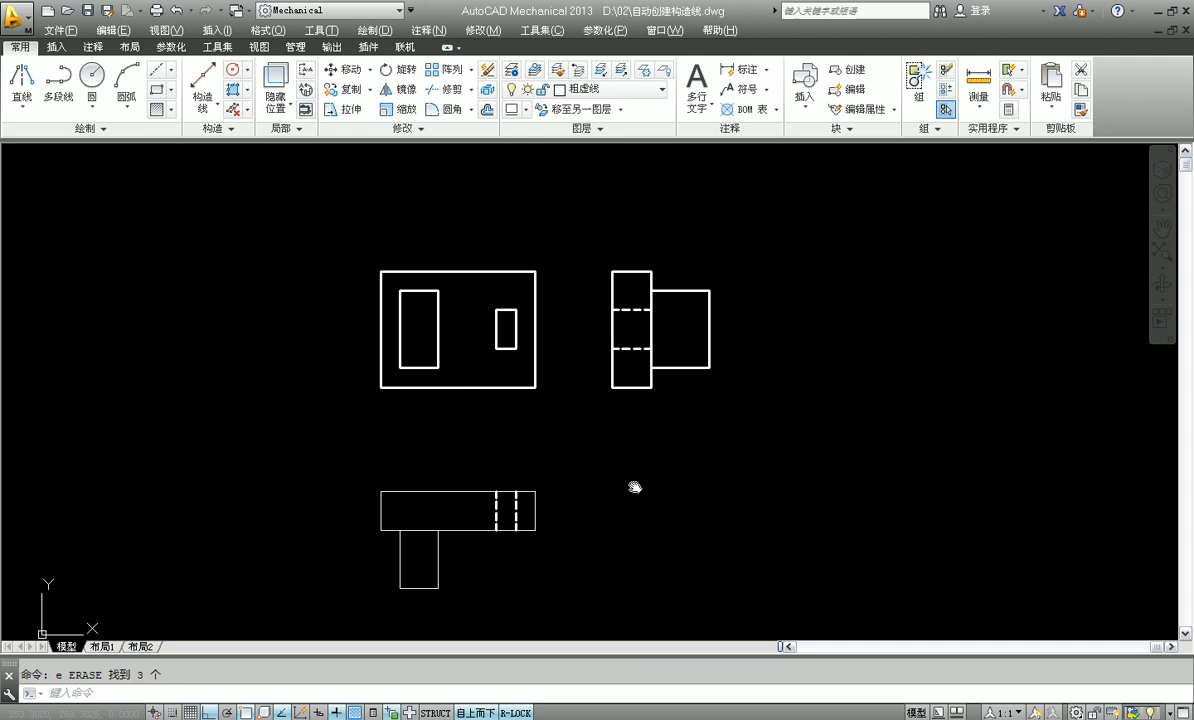 Mechanical
AutoCAD Mechanical 2013 D:\02\自动创建构造线.dwg
键入关键字或短语
登录
文件(F) 编辑(E) 视图(V) 插入(I) 格式(O) 工具(T) 绘制(D) 注释(N) 修改(M) 工具集(C) 参数化(P) 窗口(W) 帮助(H)
常用 插入 注释 布局 参数化 工具集 视图 管理 输出 插件 联机
移动 旋转 阵列 粗虚线 标注 创建
直线 多段线 圆 圆弧 构造线 隐藏位置 复制 镜像 修剪 多行文字 符号 插入 编辑 组 测量 粘贴
拉伸 缩放 圆角 移至另一图层 BOM 表 编辑属性
绘制 构造 局部 修改 图层 注释 块 组 实用程序 剪贴板
Y
X
模型 布局1 布局2
命令: e ERASE 找到 3 个
键入命令
STRUCT 自上而下 R-LOCK 模型 1:1